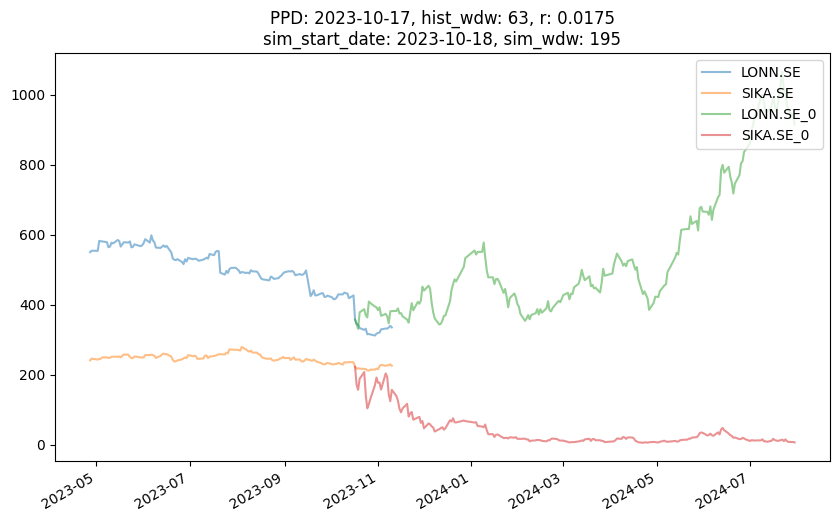 PPD: 2023-10-17, hist_wdw: 63, r: 0.0175
sim_start_date: 2023-10-18, sim_wdw: 195
LONN.SE
SIKA.SE
LONN.SE_0
SIKA.SE_0
1000
800
600
400
200
0
2023-05
2023-07
2023-09
2023-11
2024-01
2024-03
2024-05
2024-07